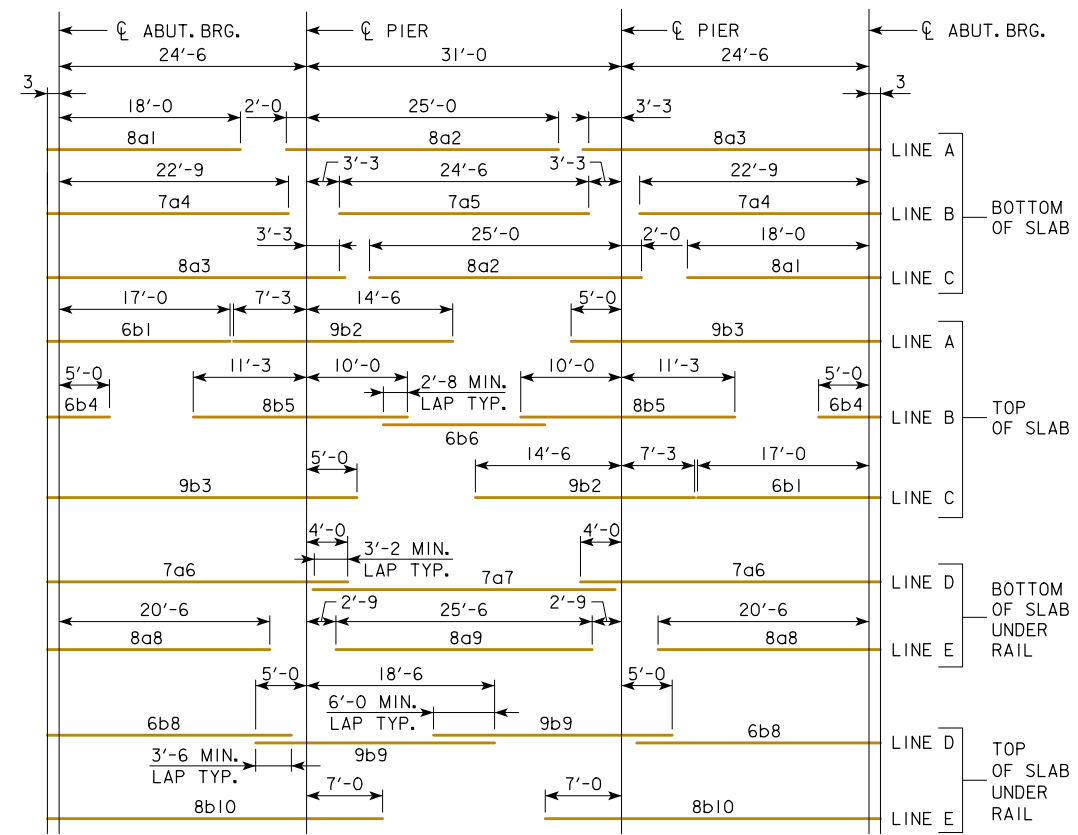 ℄ ABUT. BRG. ℄ PIER ℄ PIER ℄ ABUT. BRG.
24'-6 31'-0 24'-6
3 3
18'-0 2'-0 25'-0 3'-3
8a1 8a2 8a3 LINE A
3'-3 3'-3
22'-9 24'-6 22'-9
7a4 7a5 7a4 LINE B
BOTTOM
OF SLAB
3'-3 25'-0 2'-0 18'-0
8a3 8a2 8a1 LINE C
17'-0 7'-3 14'-6 5'-0
6b1 9b2 9b3 LINE A
5'-0 11'-3 10'-0 2'-8 MIN. 10'-0 11'-3 5'-0
LAP TYP.
6b4 8b5 8b5 6b4 LINE B
6b6
TOP
OF SLAB
5'-0 14'-6 7'-3 17'-0
9b3 9b2 6b1 LINE C
4'-0 4'-0
3'-2 MIN.
LAP TYP.
7a6 7a7 7a6 LINE D
2'-9 2'-9
20'-6 25'-6 20'-6
8a8 8a9 8a8 LINE E
BOTTOM
OF SLAB
UNDER
RAIL
5'-0 18'-6 5'-0
6'-0 MIN.
LAP TYP.
6b8 9b9 6b8 LINE D
9b9
3'-6 MIN.
LAP TYP.
7'-0 7'-0
8b10 8b10 LINE E
TOP
OF SLAB
UNDER
RAIL